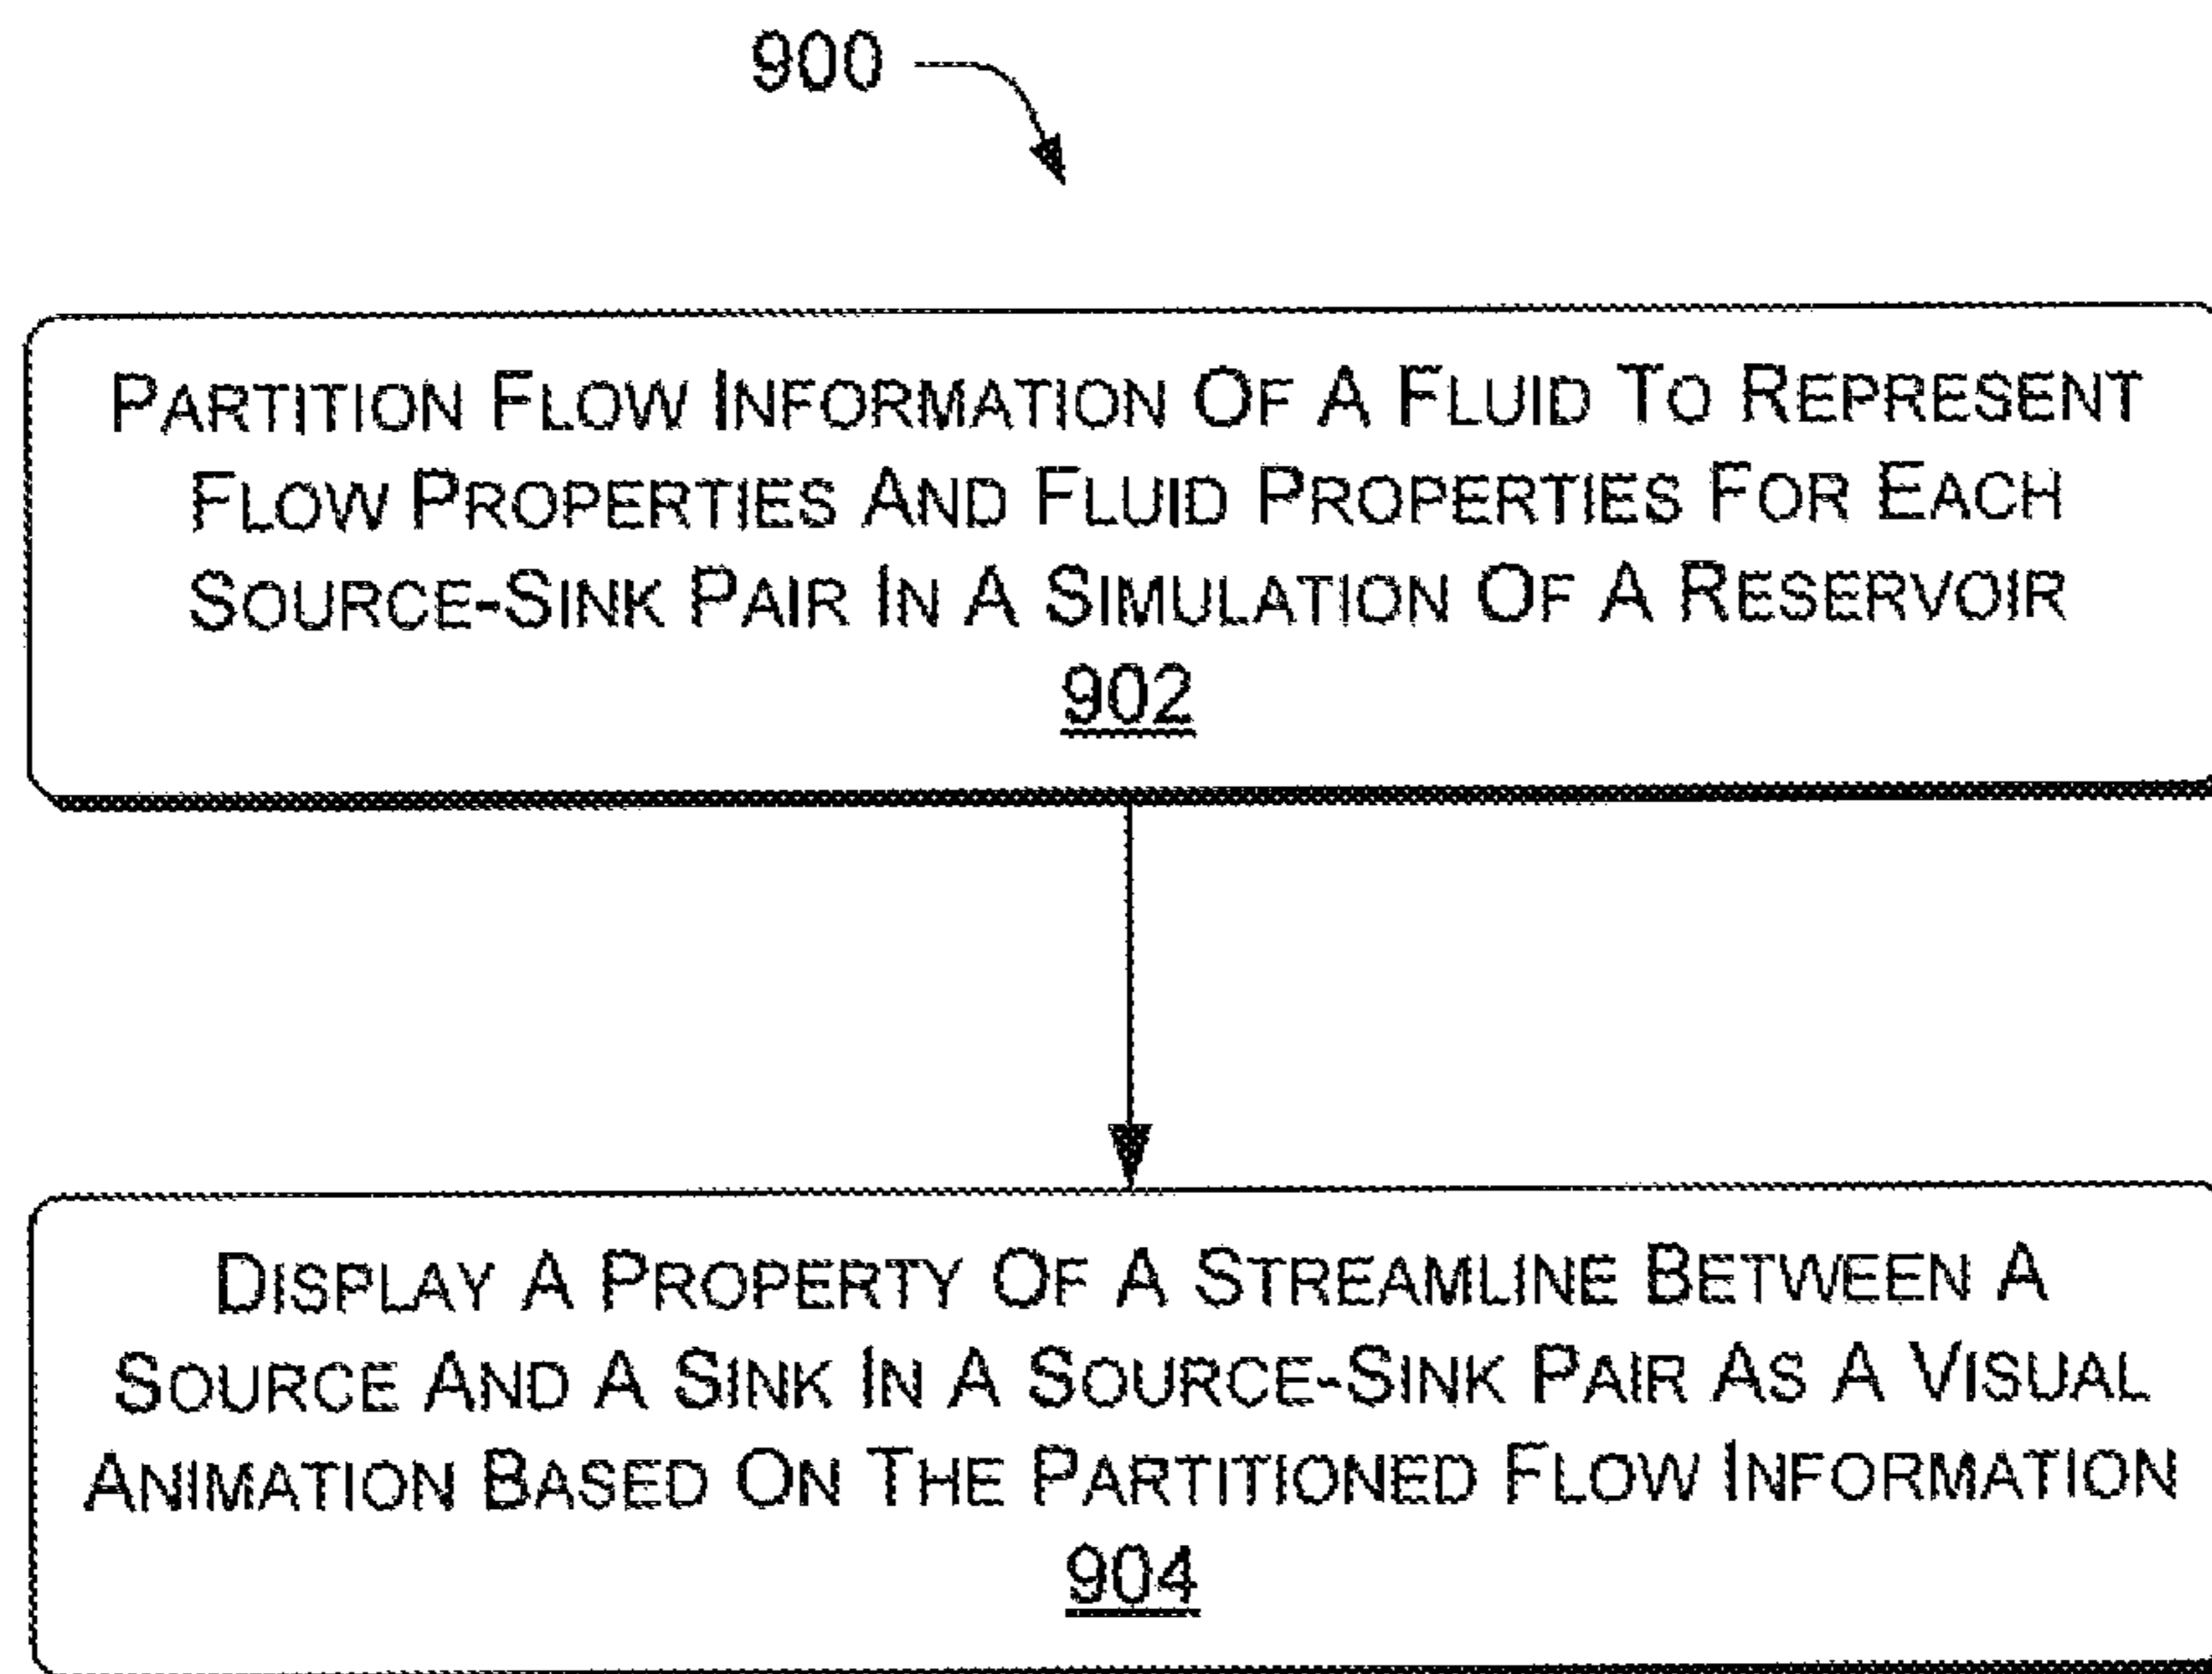 900
PARTITION FLOW INFORMATION OF A FLUID TO REPRESENT
FLOW PROPERTIES AND FLUID PROPERTIES FOR EACH
SOURCE-SINK PAIR IN A SIMULATION OF A RESERVOIR
902
DISPLAY A PROPERTY OF A STREAMLINE BETWEEN A
SOURCE AND A SINK IN A SOURCE-SINK PAIR AS A VISUAL
ANIMATION BASED ON THE PARTITIONED FLOW INFORMATION
904